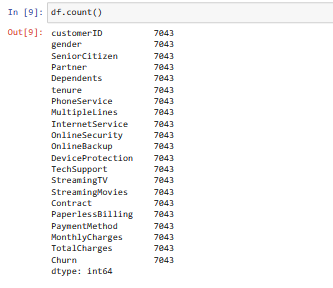 In [9]: df.count()
Out[9]: customerID 7043
gender 7043
SeniorCitizen 7043
Partner 7043
Dependents 7043
tenure 7043
PhoneService 7043
MultipleLines 7043
InternetService 7043
OnlineSecurity 7043
OnlineBackup 7043
DeviceProtection 7043
TechSupport 7043
StreamingTV 7043
StreamingMovies 7043
Contract 7043
PaperlessBilling 7043
PaymentMethod 7043
MonthlyCharges 7043
TotalCharges 7043
Churn 7043
dtype: int64